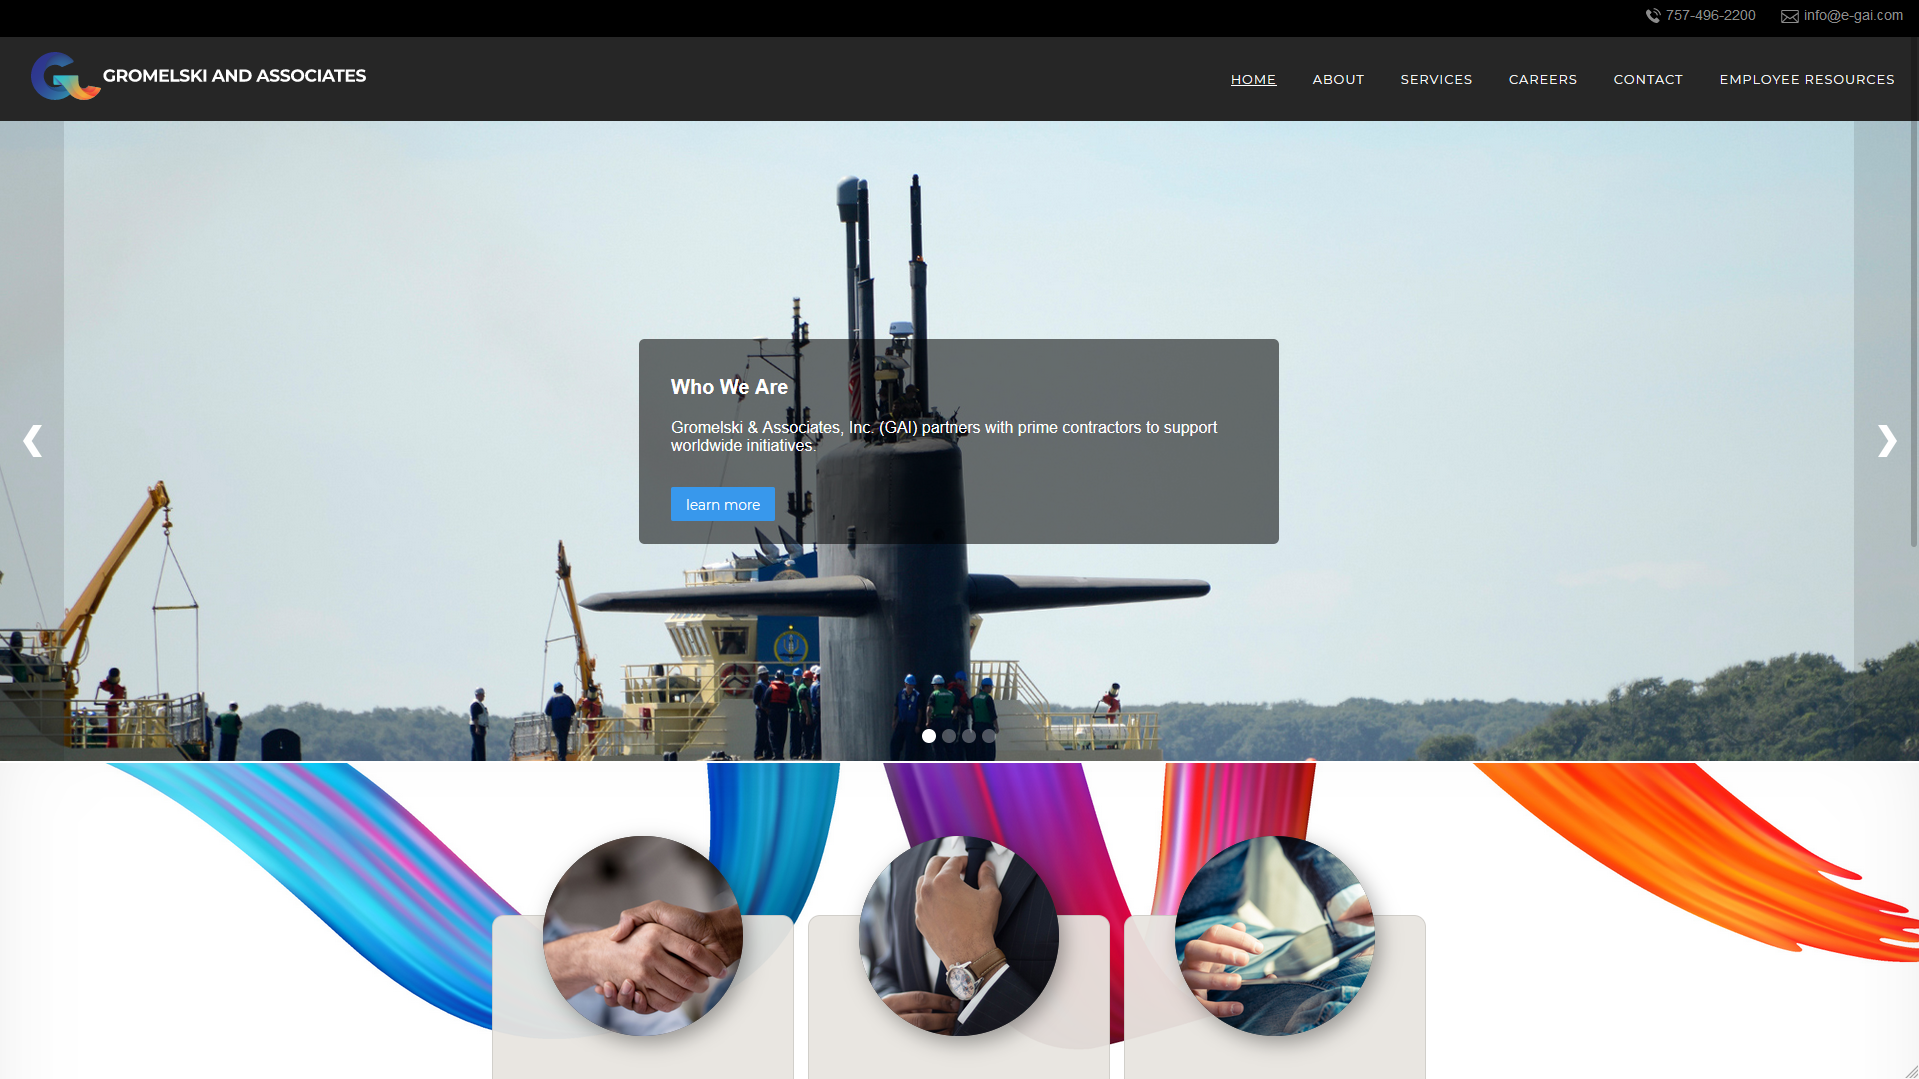 757-496-2200
info@e-gai.com
GROMELSKI AND ASSOCIATES
HOME
ABOUT
SERVICES
CAREERS
CONTACT
EMPLOYEE RESOURCES
Who We Are
Gromelski & Associates, Inc. (GAI) partners with prime contractors to support
worldwide initiatives.
learn more